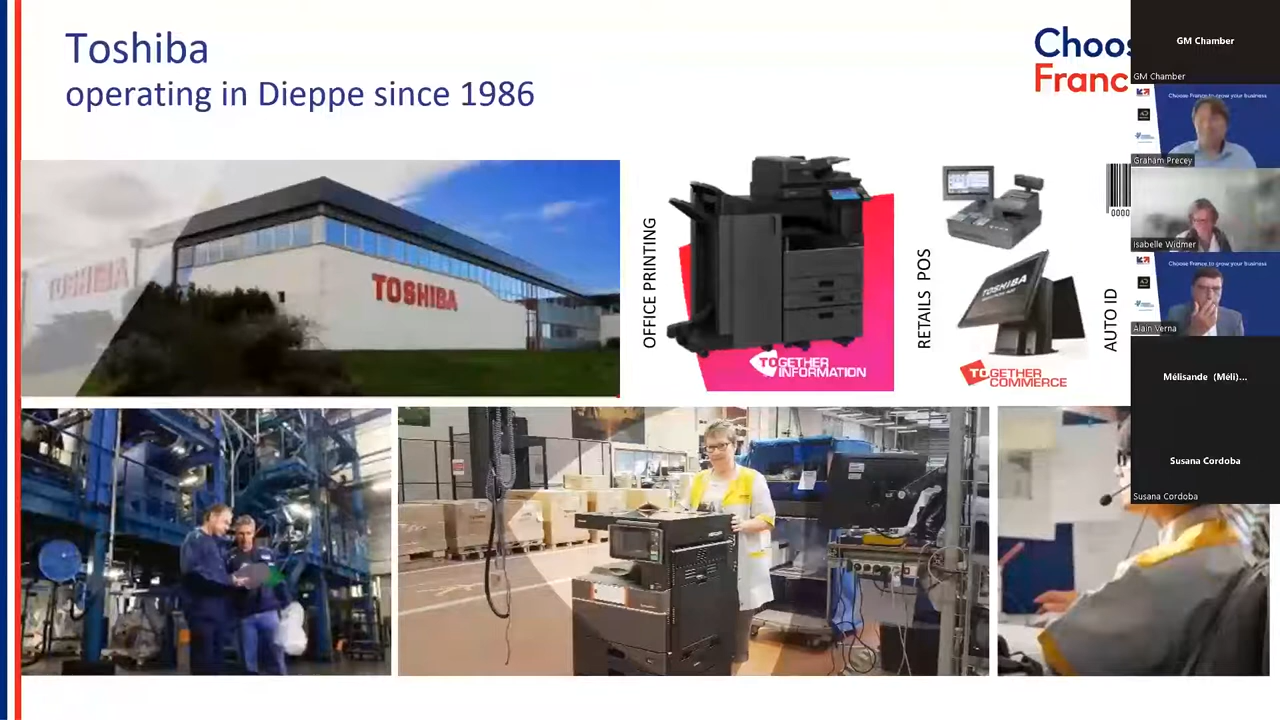 Toshiba
operating in Dieppe since 1986
Choos
Franc
TOSHIBA
OFFICE PRINTING
TOGETHER
INFORMATION
RETAILS POS
TOSHIBA
TOGETHER
COMMERCE
AUTO ID
0000
GM Chamber
GM Chamber
Choose France to grow your business
Graham Precey
Isabelle Widmer
Choose France to grow your business
Alain Verna
Mélisande (Méli)...
Susana Cordoba
Susana Cordoba